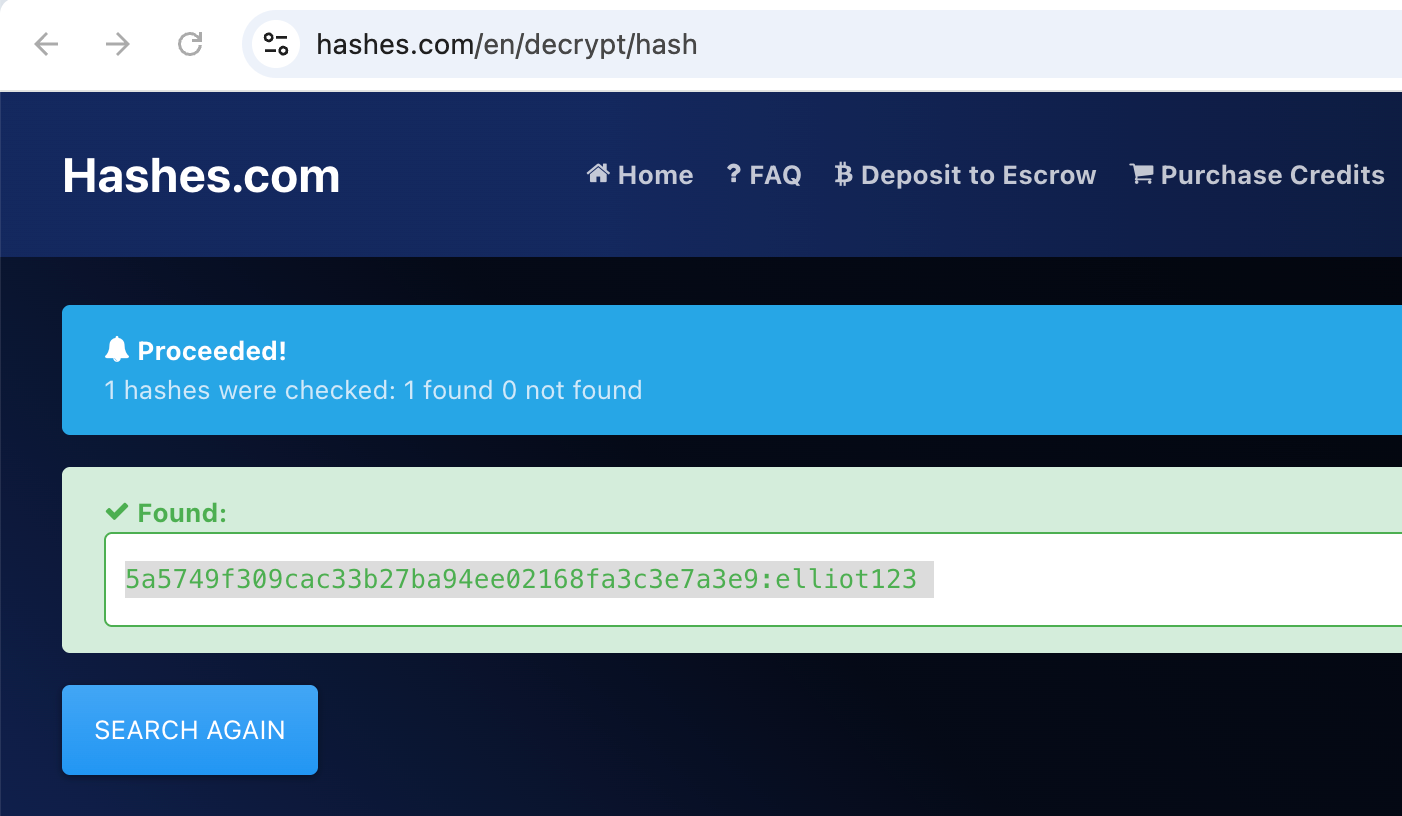 hashes.com/en/decrypt/hash
Hashes.com
Home ? FAQ Deposit to Escrow Purchase Credits
Proceeded!
1 hashes were checked: 1 found 0 not found
Found:
5a5749f309cac33b27ba94ee02168fa3c3e7a3e9:elliot123
SEARCH AGAIN